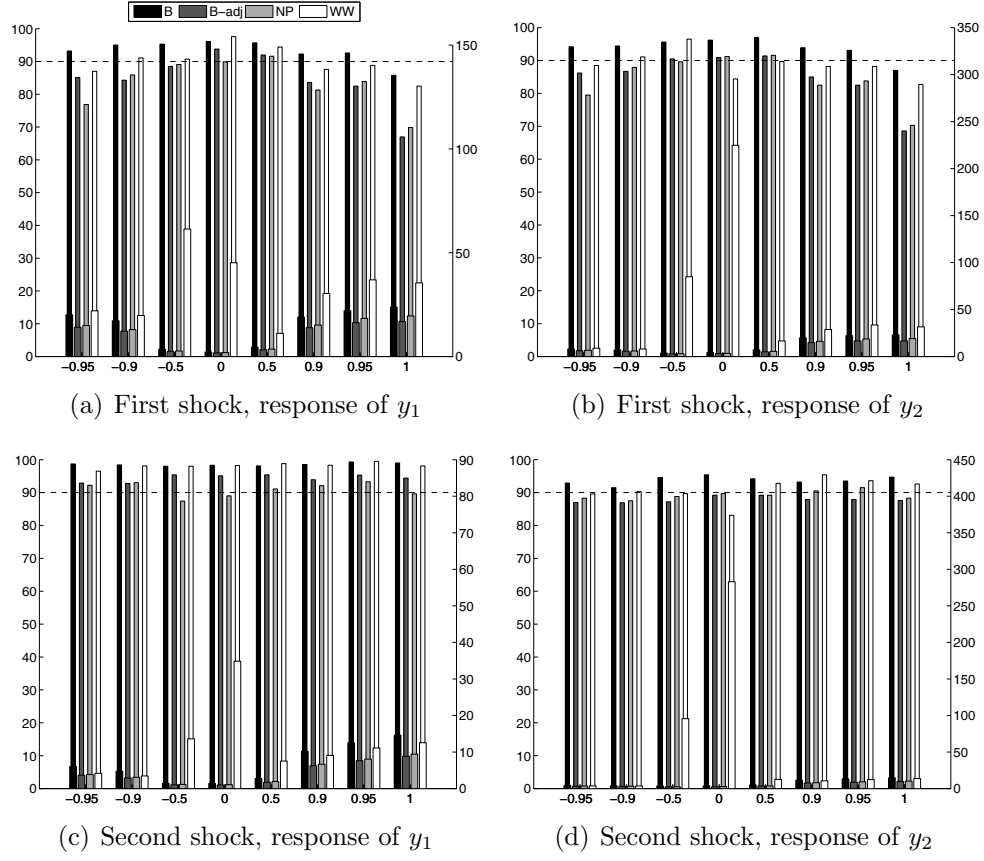 B B-adj NP WW
100 90 80 70 60 50 40 30 20 10 0
150 100 50 0
−0.95 −0.9 −0.5 0 0.5 0.9 0.95 1
(a) First shock, response of y1
100 90 80 70 60 50 40 30 20 10 0
350 300 250 200 150 100 50 0
−0.95 −0.9 −0.5 0 0.5 0.9 0.95 1
(b) First shock, response of y2
100 90 80 70 60 50 40 30 20 10 0
90 80 70 60 50 40 30 20 10 0
−0.95 −0.9 −0.5 0 0.5 0.9 0.95 1
(c) Second shock, response of y1
100 90 80 70 60 50 40 30 20 10 0
450 400 350 300 250 200 150 100 50 0
−0.95 −0.9 −0.5 0 0.5 0.9 0.95 1
(d) Second shock, response of y2